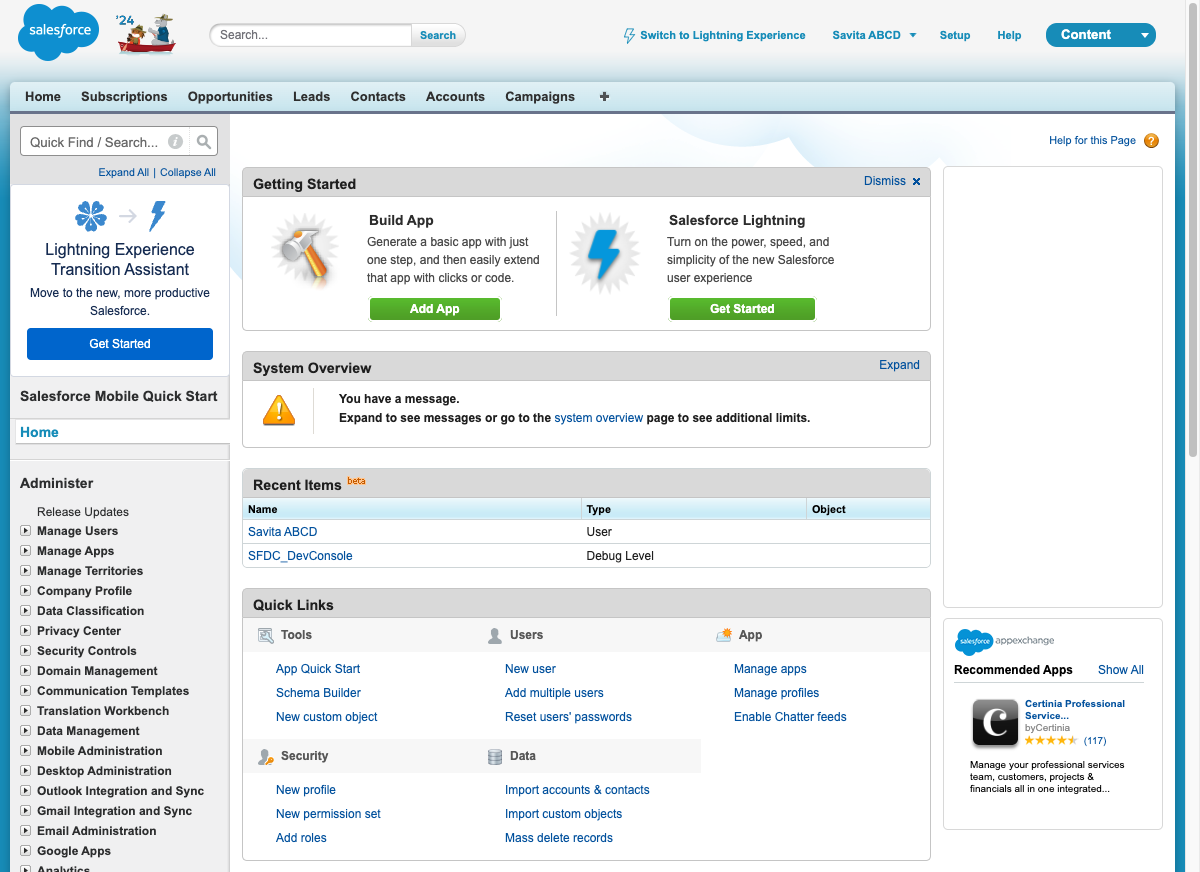 salesforce
'24
Search...
Search
Switch to Lightning Experience
Savita ABCD
Setup
Help
Content
Home
Subscriptions
Opportunities
Leads
Contacts
Accounts
Campaigns
+
Quick Find / Search...
i
Expand All | Collapse All
Lightning Experience
Transition Assistant
Move to the new, more productive
Salesforce.
Get Started
Salesforce Mobile Quick Start
Home
Administer
Release Updates
Manage Users
Manage Apps
Manage Territories
Company Profile
Data Classification
Privacy Center
Security Controls
Domain Management
Communication Templates
Translation Workbench
Data Management
Mobile Administration
Desktop Administration
Outlook Integration and Sync
Gmail Integration and Sync
Email Administration
Google Apps
Analytics
Help for this Page ?
Getting Started
Dismiss ×
Build App
Generate a basic app with just
one step, and then easily extend
that app with clicks or code.
Add App
Salesforce Lightning
Turn on the power, speed, and
simplicity of the new Salesforce
user experience
Get Started
System Overview
Expand
You have a message.
Expand to see messages or go to the system overview page to see additional limits.
Recent Items beta
Name Type Object
Savita ABCD User
SFDC_DevConsole Debug Level
Quick Links
Tools
App Quick Start
Schema Builder
New custom object
Users
New user
Add multiple users
Reset users' passwords
App
Manage apps
Manage profiles
Enable Chatter feeds
Security
New profile
New permission set
Add roles
Data
Import accounts & contacts
Import custom objects
Mass delete records
salesforce appexchange
Recommended Apps
Show All
C
Certinia Professional
Service...
byCertinia
(117)
Manage your professional services
team, customers, projects &
financials all in one integrated...